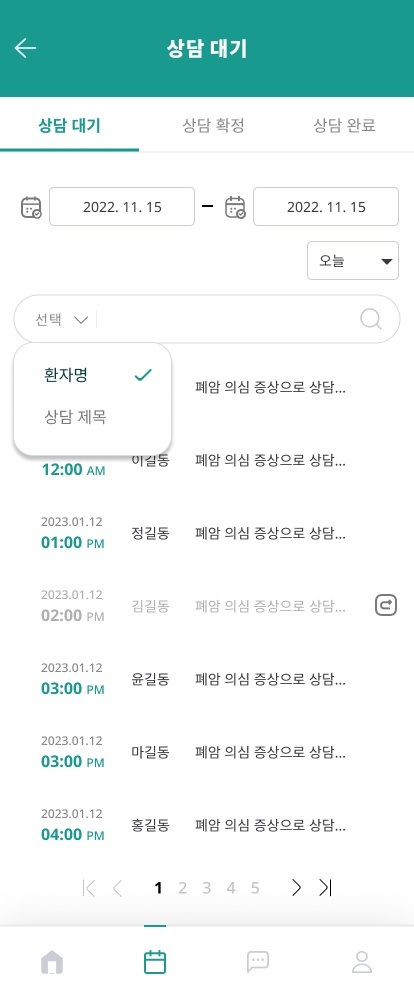 상담 대기
상담 대기 상담 확정 상담 완료
2022. 11. 15 – 2022. 11. 15
오늘
선택
환자명
상담 제목
폐암 의심 증상으로 상담...
12:00 AM 이길동 폐암 의심 증상으로 상담...
2023.01.12
01:00 PM 정길동 폐암 의심 증상으로 상담...
2023.01.12
02:00 PM 김길동 폐암 의심 증상으로 상담...
2023.01.12
03:00 PM 윤길동 폐암 의심 증상으로 상담...
2023.01.12
03:00 PM 마길동 폐암 의심 증상으로 상담...
2023.01.12
04:00 PM 홍길동 폐암 의심 증상으로 상담...
1 2 3 4 5